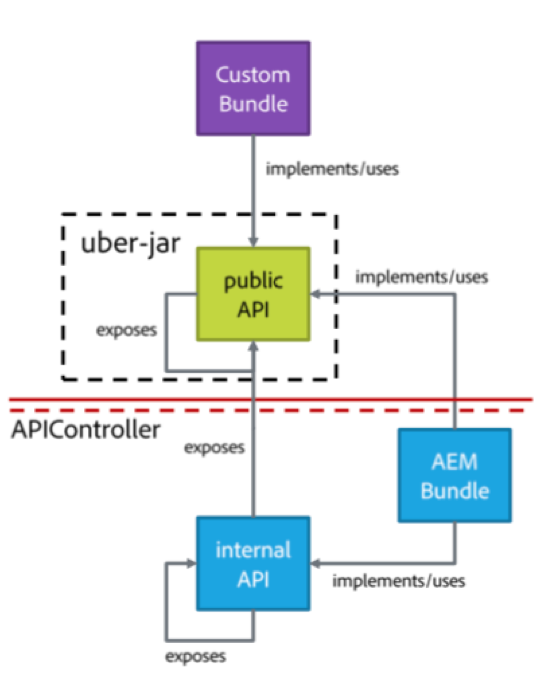 Custom
Bundle
implements/uses
uber-jar
public
API
implements/uses
exposes
APIController
exposes
AEM
Bundle
internal
API
implements/uses
exposes